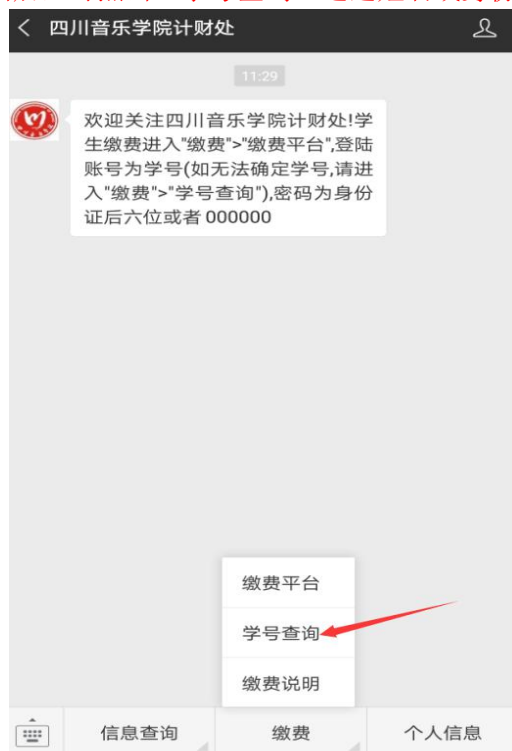 四川音乐学院计财处
11:29
欢迎关注四川音乐学院计财处!学
生缴费进入"缴费">"缴费平台",登陆
账号为学号(如无法确定学号,请进
入"缴费">"学号查询"),密码为身份
证后六位或者 000000
缴费平台
学号查询
缴费说明
信息查询
缴费
个人信息